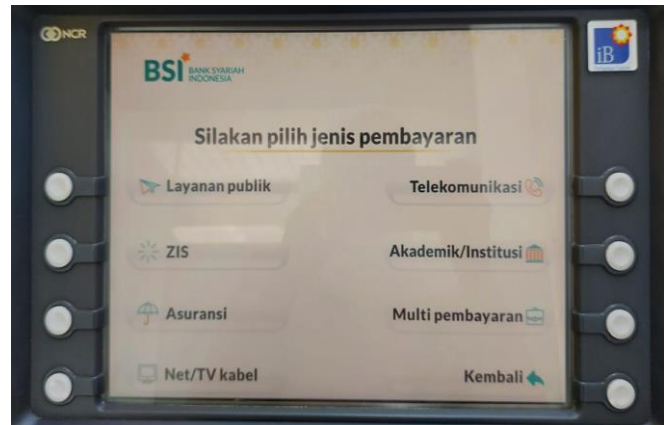 NCR
iB
BSI BANK SYARIAH
INDONESIA
Silakan pilih jenis pembayaran
Layanan publik
Telekomunikasi
ZIS
Akademik/Institusi
Asuransi
Multi pembayaran
Net/TV kabel
Kembali